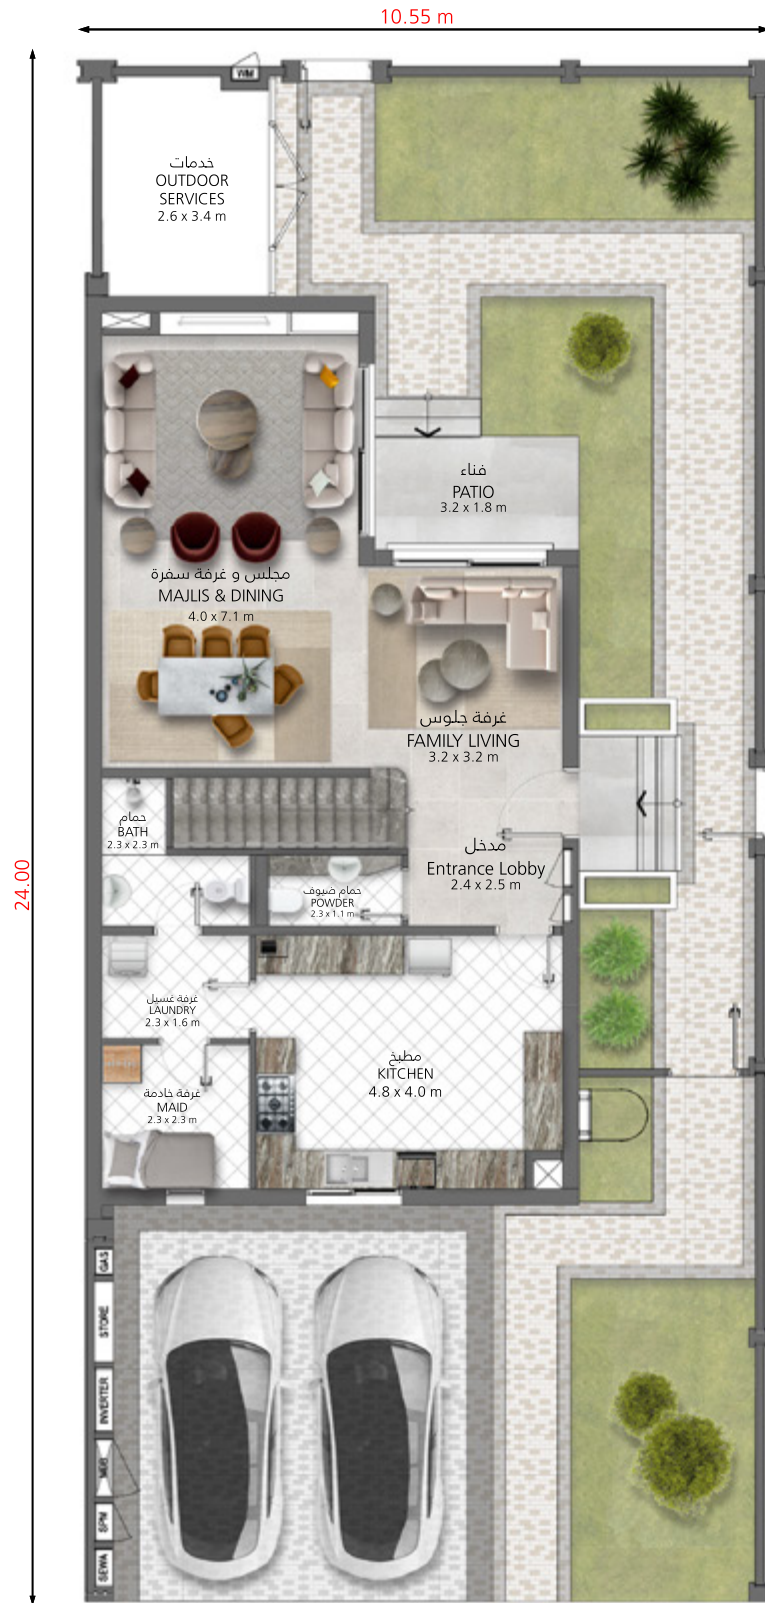 10.55 m
24.00
WM
خدمات
OUTDOOR
SERVICES
2.6 x 3.4 m
فناء
PATIO
3.2 x 1.8 m
مجلس و غرفة سفرة
MAJLIS & DINING
4.0 x 7.1 m
غرفة جلوس
FAMILY LIVING
3.2 x 3.2 m
حمام
BATH
2.3 x 2.3 m
مدخل
Entrance Lobby
2.4 x 2.5 m
حمام ضيوف
POWDER
2.3 x 1.1 m
غرفة غسيل
LAUNDRY
2.3 x 1.6 m
مطبخ
KITCHEN
4.8 x 4.0 m
غرفة خادمة
MAID
2.3 x 2.3 m
GAS
STORE
INVERTER
SPM
SEWA